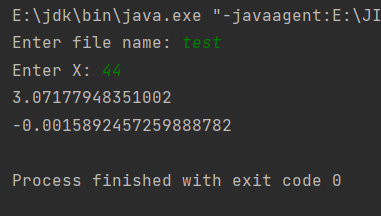 E:\jdk\bin\java.exe "-javaagent:E:\JI
Enter file name: test
Enter X: 44
3.07177948351002
-0.0015892457259888782
Process finished with exit code 0